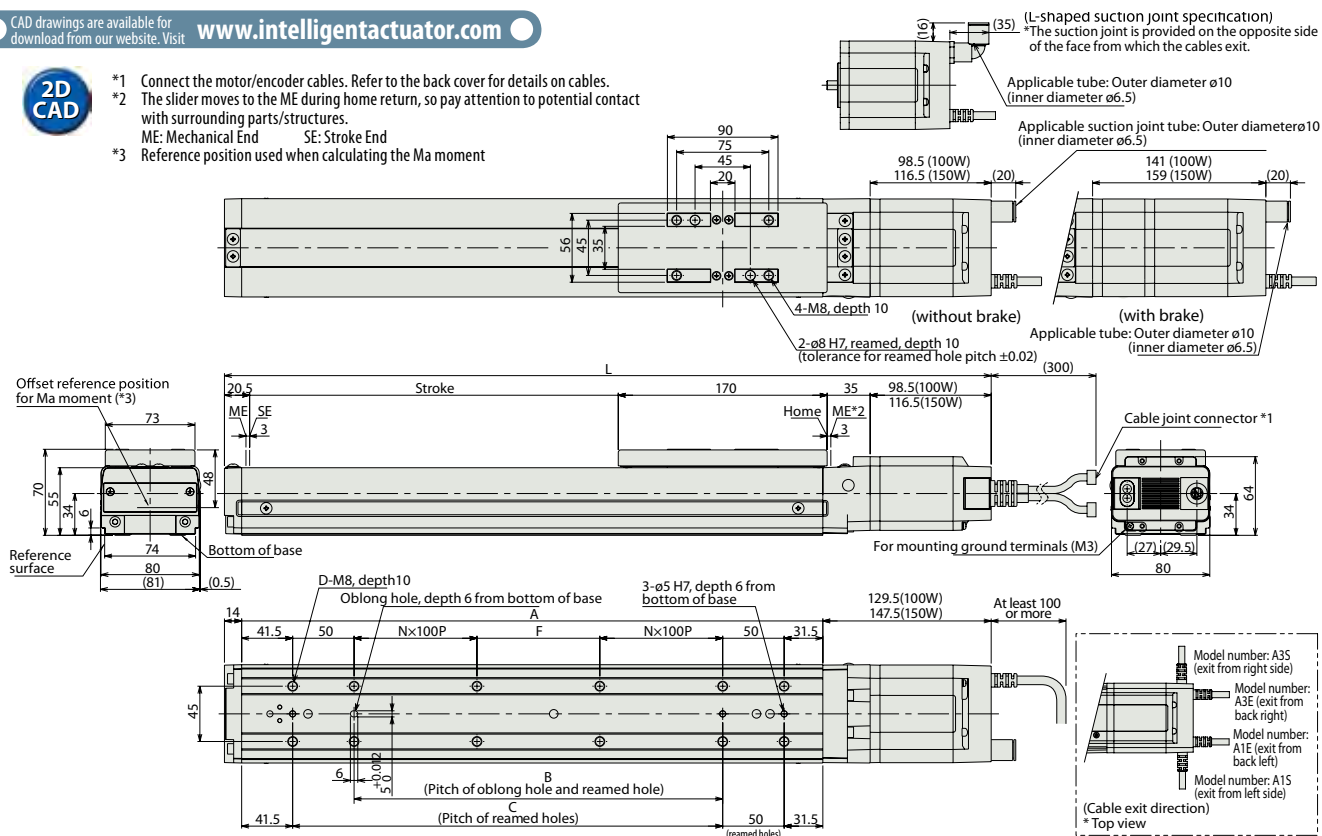 CAD drawings are available for
download from our website. Visit
www.intelligentactuator.com
2D
CAD
*1 Connect the motor/encoder cables. Refer to the back cover for details on cables.
*2 The slider moves to the ME during home return, so pay attention to potential contact
with surrounding parts/structures.
ME: Mechanical End SE: Stroke End
*3 Reference position used when calculating the Ma moment
(L-shaped suction joint specification)
*The suction joint is provided on the opposite side
of the face from which the cables exit.
(16)
(35)
Applicable tube: Outer diameter ø10
(inner diameter ø6.5)
Applicable suction joint tube: Outer diameterø10
(inner diameter ø6.5)
90
75
45
20
98.5 (100W)
116.5 (150W)
(20)
141 (100W)
159 (150W)
(20)
56
45
35
4-M8, depth 10
(without brake)
(with brake)
2-ø8 H7, reamed, depth 10
(tolerance for reamed hole pitch ±0.02)
Applicable tube: Outer diameter ø10
(inner diameter ø6.5)
Offset reference position
for Ma moment (*3)
L
(300)
20.5
Stroke
170
35
98.5(100W)
116.5(150W)
ME
SE
3
Home
ME*2
3
Cable joint connector *1
73
70
55
34
6
48
64
34
Reference
surface
74
Bottom of base
80
(81)
(0.5)
For mounting ground terminals (M3)
(27)
(29.5)
80
D-M8, depth10
Oblong hole, depth 6 from bottom of base
3-ø5 H7, depth 6 from
bottom of base
14
A
129.5(100W)
147.5(150W)
At least 100
or more
41.5
50
N×100P
F
N×100P
50
31.5
45
6
5 +0.012 0
B
(Pitch of oblong hole and reamed hole)
C
(Pitch of reamed holes)
41.5
50
31.5
(reamed holes)
Model number: A3S
(exit from right side)
Model number:
A3E (exit from
back right)
Model number:
A1E (exit from
back left)
Model number: A1S
(exit from left side)
(Cable exit direction)
* Top view